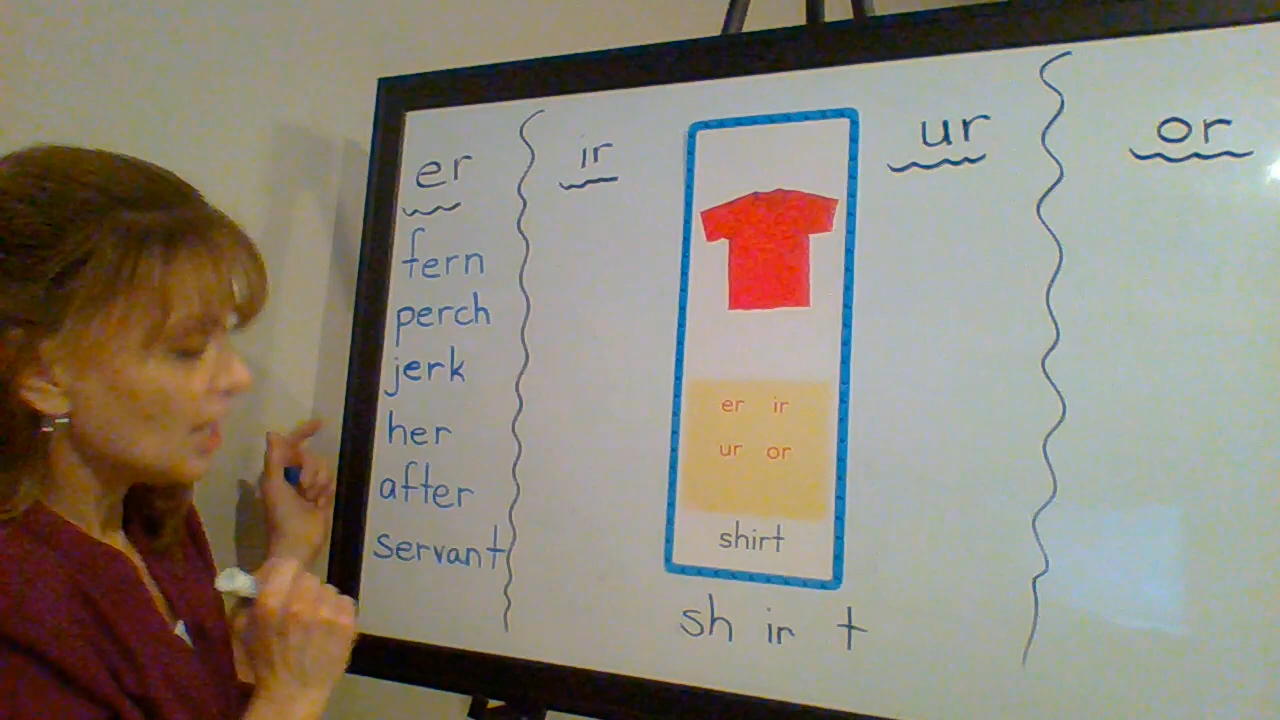 er
fern
perch
jerk
her
after
servant
ir
er ir
ur or
shirt
sh ir t
ur
or